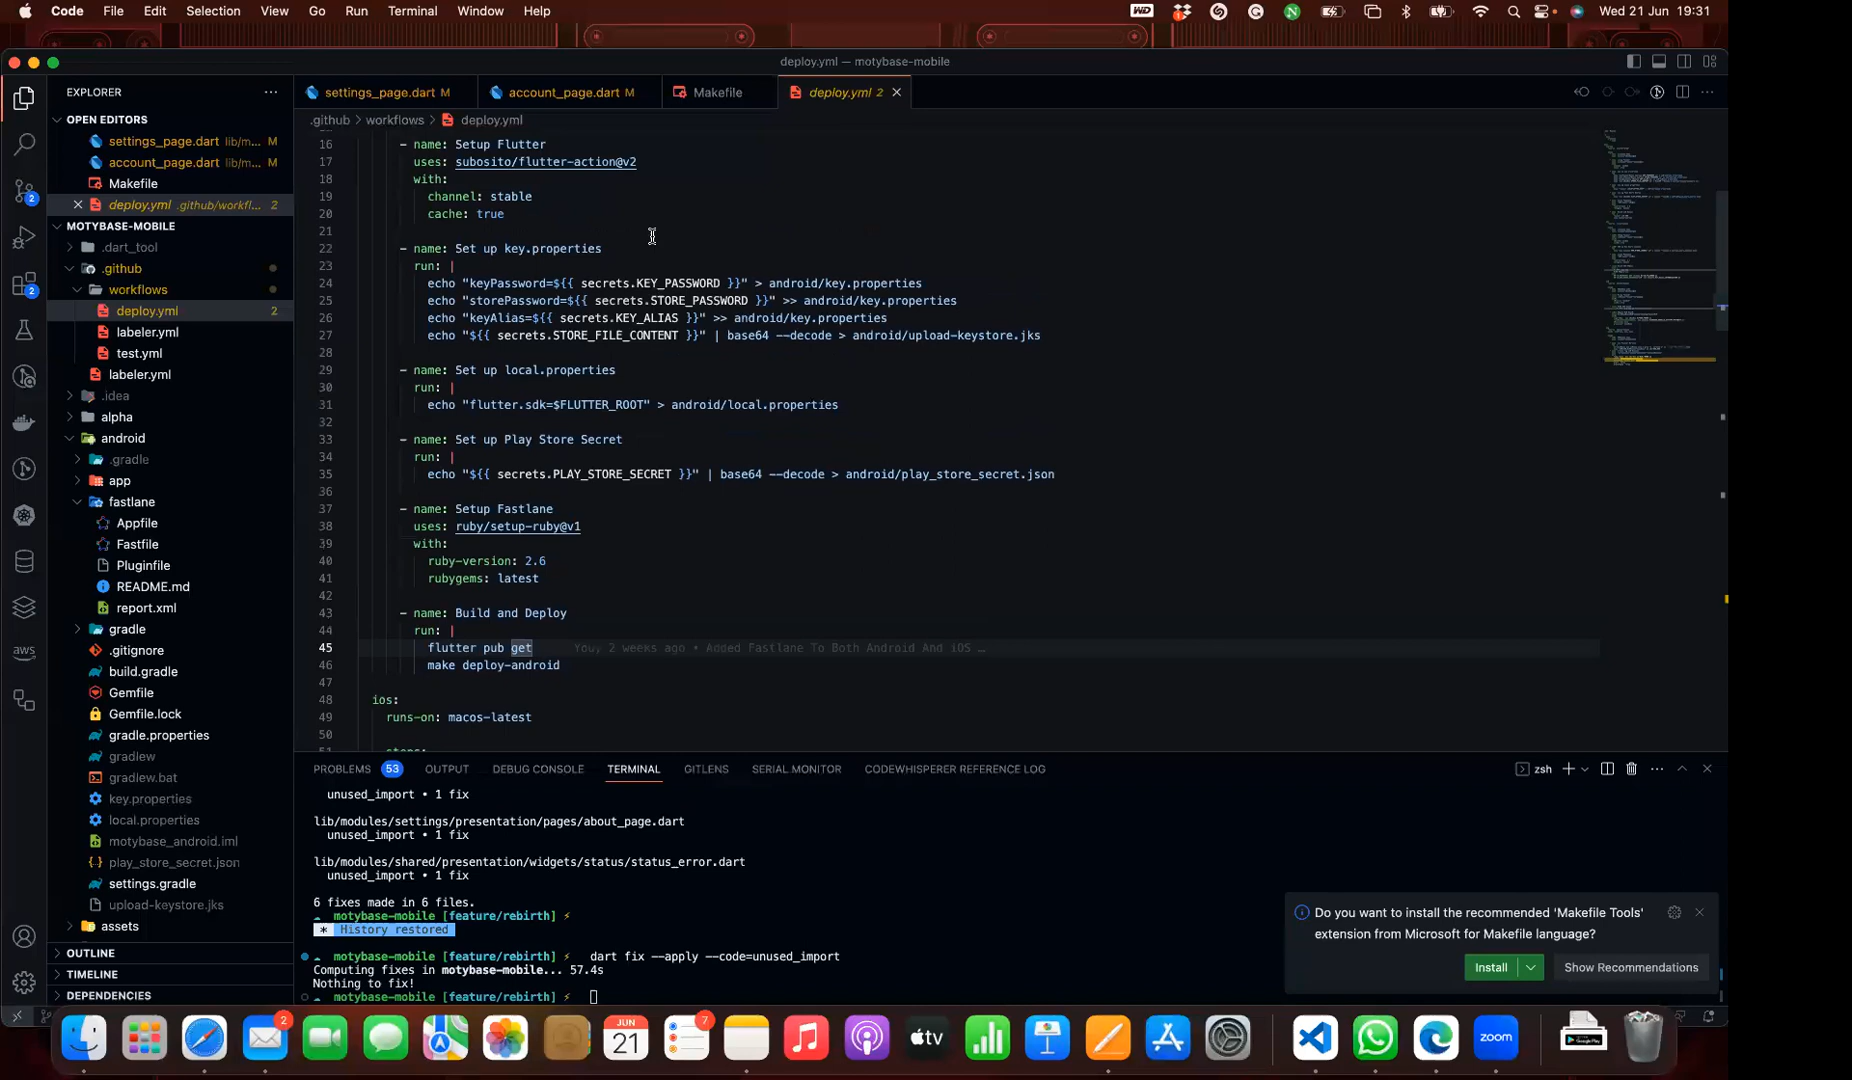 Code File Edit Selection View Go Run Terminal Window Help
WD 1 Wed 21 Jun 19:31
deploy.yml — motybase-mobile
EXPLORER
OPEN EDITORS
settings_page.dart lib/m... M
account_page.dart lib/m... M
Makefile
deploy.yml .github/workfl... 2
MOTYBASE-MOBILE
.dart_tool
.github
workflows
deploy.yml 2
labeler.yml
test.yml
labeler.yml
.idea
alpha
android
.gradle
app
fastlane
Appfile
Fastfile
Pluginfile
README.md
report.xml
gradle
.gitignore
build.gradle
Gemfile
Gemfile.lock
gradle.properties
gradlew
gradlew.bat
key.properties
local.properties
motybase_android.iml
play_store_secret.json
settings.gradle
upload-keystore.jks
assets
OUTLINE
TIMELINE
DEPENDENCIES
2
2
aws
settings_page.dart M account_page.dart M Makefile deploy.yml 2
.github > workflows > deploy.yml
16 - name: Setup Flutter
17 uses: subosito/flutter-action@v2
18 with:
19 channel: stable
20 cache: true
21
22 - name: Set up key.properties
23 run: |
24 echo "keyPassword=${{ secrets.KEY_PASSWORD }}" > android/key.properties
25 echo "storePassword=${{ secrets.STORE_PASSWORD }}" >> android/key.properties
26 echo "keyAlias=${{ secrets.KEY_ALIAS }}" >> android/key.properties
27 echo "${{ secrets.STORE_FILE_CONTENT }}" | base64 --decode > android/upload-keystore.jks
28
29 - name: Set up local.properties
30 run: |
31 echo "flutter.sdk=$FLUTTER_ROOT" > android/local.properties
32
33 - name: Set up Play Store Secret
34 run: |
35 echo "${{ secrets.PLAY_STORE_SECRET }}" | base64 --decode > android/play_store_secret.json
36
37 - name: Setup Fastlane
38 uses: ruby/setup-ruby@v1
39 with:
40 ruby-version: 2.6
41 rubygems: latest
42
43 - name: Build and Deploy
44 run: |
45 flutter pub get You, 2 weeks ago • Added Fastlane To Both Android And iOS …
46 make deploy-android
47
48 ios:
49 runs-on: macos-latest
50
51 steps:
PROBLEMS 53 OUTPUT DEBUG CONSOLE TERMINAL GITLENS SERIAL MONITOR CODEWHISPERER REFERENCE LOG
zsh
unused_import • 1 fix
lib/modules/settings/presentation/pages/about_page.dart
unused_import • 1 fix
lib/modules/shared/presentation/widgets/status/status_error.dart
unused_import • 1 fix
6 fixes made in 6 files.
motybase-mobile [feature/rebirth] ⚡
* History restored
motybase-mobile [feature/rebirth] ⚡ dart fix --apply --code=unused_import
Computing fixes in motybase-mobile... 57.4s
Nothing to fix!
motybase-mobile [feature/rebirth] ⚡
Do you want to install the recommended 'Makefile Tools'
extension from Microsoft for Makefile language?
Install Show Recommendations
2
JUN
21
7
tv
zoom